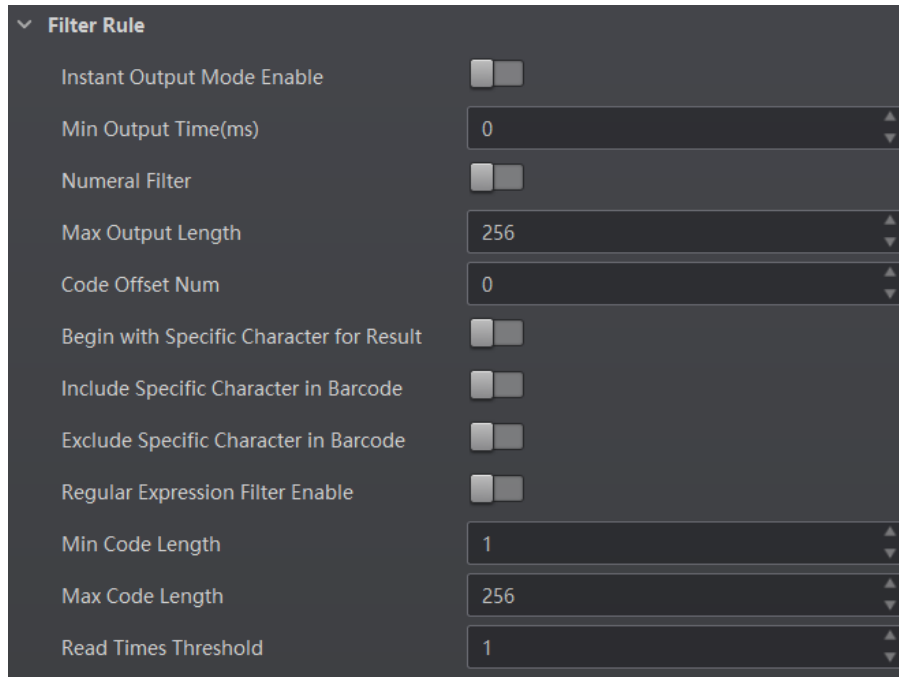 Filter Rule
Instant Output Mode Enable
Min Output Time(ms) 0
Numeral Filter
Max Output Length 256
Code Offset Num 0
Begin with Specific Character for Result
Include Specific Character in Barcode
Exclude Specific Character in Barcode
Regular Expression Filter Enable
Min Code Length 1
Max Code Length 256
Read Times Threshold 1